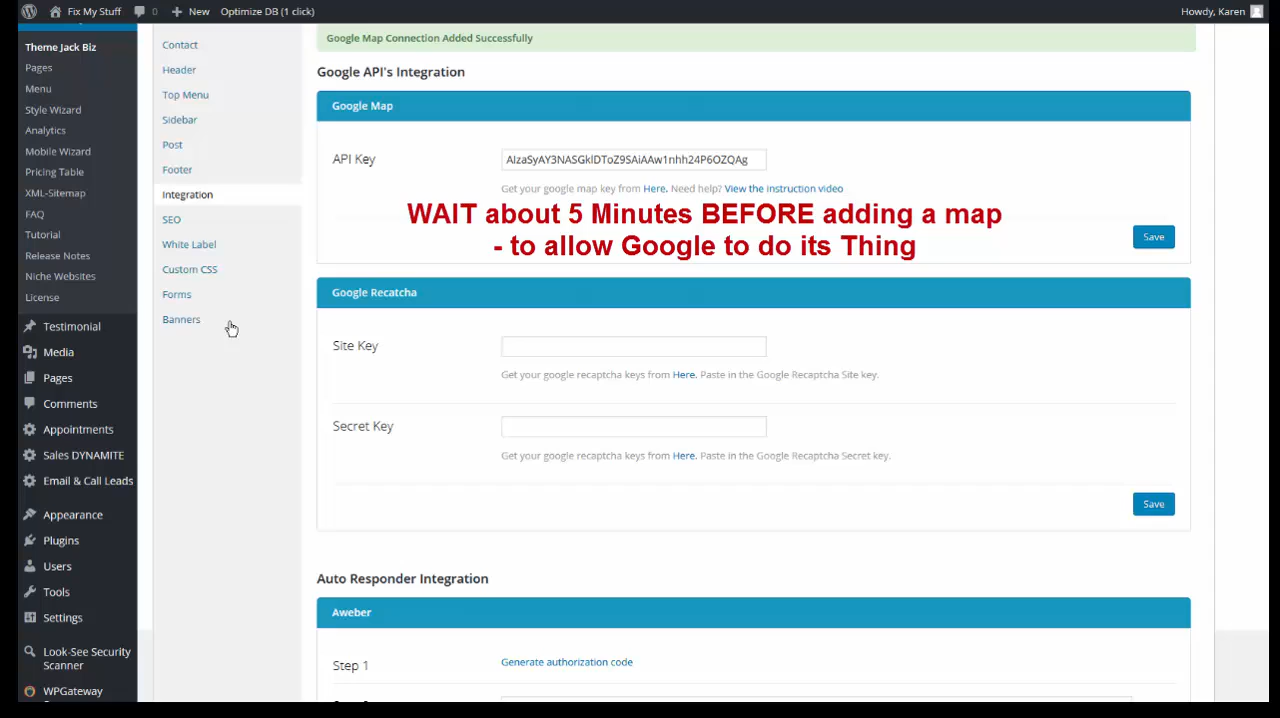 Fix My Stuff
0
New
Optimize DB (1 click)
Howdy, Karen
Theme Jack Biz
Pages
Menu
Style Wizard
Analytics
Mobile Wizard
Pricing Table
XML-Sitemap
FAQ
Tutorial
Release Notes
Niche Websites
License
Testimonial
Media
Pages
Comments
Appointments
Sales DYNAMITE
Email & Call Leads
Appearance
Plugins
Users
Tools
Settings
Look-See Security
Scanner
WPGateway
Contact
Header
Top Menu
Sidebar
Post
Footer
Integration
SEO
White Label
Custom CSS
Forms
Banners
Google Map Connection Added Successfully
Google API's Integration
Google Map
API Key
AIzaSyAY3NASGklDToZ9SAiAAw1nhh24P6OZQAg
Get your google map key from Here. Need help? View the instruction video
WAIT about 5 Minutes BEFORE adding a map
- to allow Google to do its Thing
Save
Google Recatcha
Site Key
Get your google recaptcha keys from Here. Paste in the Google Recaptcha Site key.
Secret Key
Get your google recaptcha keys from Here. Paste in the Google Recaptcha Secret key.
Save
Auto Responder Integration
Aweber
Step 1
Generate authorization code